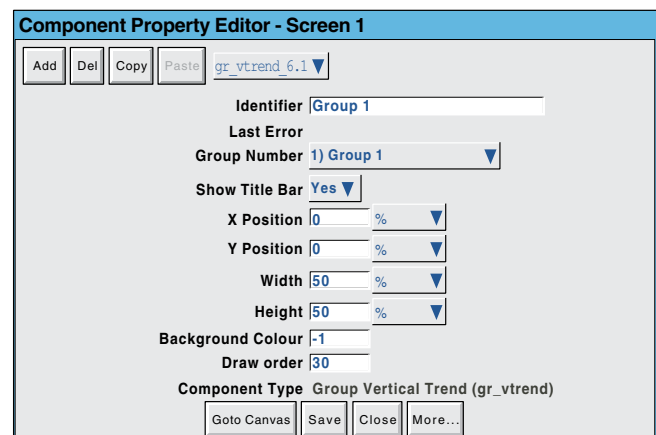 Component Property Editor - Screen 1
Add Del Copy Paste gr_vtrend_6.1
Identifier Group 1
Last Error
Group Number 1) Group 1
Show Title Bar Yes
X Position 0 %
Y Position 0 %
Width 50 %
Height 50 %
Background Colour -1
Draw order 30
Component Type Group Vertical Trend (gr_vtrend)
Goto Canvas Save Close More...